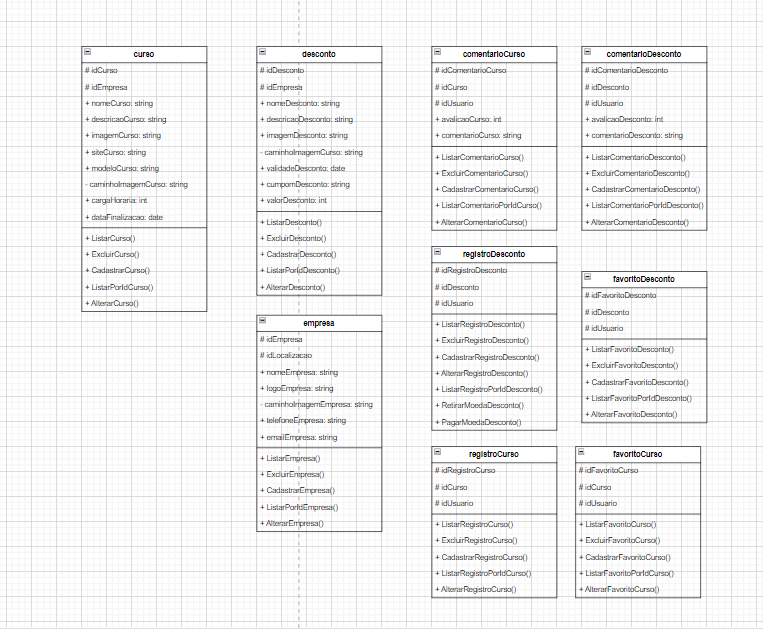 curso
# idCurso
# idEmpresa
+ nomeCurso: string
+ descricaoCurso: string
+ imagemCurso: string
+ siteCurso: string
+ modeloCurso: string
- caminhoImagemCurso: string
+ cargaHoraria: int
+ dataFinalizacao: date
+ ListarCurso()
+ ExcluirCurso()
+ CadastrarCurso()
+ ListarPorIdCurso()
+ AlterarCurso()
desconto
# idDesconto
# idEmpresa
+ nomeDesconto: string
+ descricaoDesconto: string
+ imagemDesconto: string
- caminhoImagemCurso: string
+ validadeDesconto: date
+ cumpomDesconto: string
+ valorDesconto: int
+ ListarDesconto()
+ ExcluirDesconto()
+ CadastrarDesconto()
+ ListarPorIdDesconto()
+ AlterarDesconto()
empresa
# idEmpresa
# idLocalizacao
+ nomeEmpresa: string
+ logoEmpresa: string
- caminhoImagemEmpresa: string
+ telefoneEmpresa: string
+ emailEmpresa: string
+ ListarEmpresa()
+ ExcluirEmpresa()
+ CadastrarEmpresa()
+ ListarPorIdEmpresa()
+ AlterarEmpresa()
comentarioCurso
# idComentarioCurso
# idCurso
# idUsuario
+ avalicaoCurso: int
+ comentarioCurso: string
+ ListarComentarioCurso()
+ ExcluirComentarioCurso()
+ CadastrarComentarioCurso()
+ ListarComentarioPorIdCurso()
+ AlterarComentarioCurso()
comentarioDesconto
# idComentarioDesconto
# idDesconto
# idUsuario
+ avalicaoDesconto: int
+ comentarioDesconto: string
+ ListarComentarioDesconto()
+ ExcluirComentarioDesconto()
+ CadastrarComentarioDesconto()
+ ListarComentarioPorIdDesconto()
+ AlterarComentarioDesconto()
registroDesconto
# idRegistroDesconto
# idDesconto
# idUsuario
+ ListarRegistroDesconto()
+ ExcluirRegistroDesconto()
+ CadastrarRegistroDesconto()
+ AlterarRegistroDesconto()
+ ListarRegistroPorIdDesconto()
+ RetirarMoedaDesconto()
+ PagarMoedaDesconto()
favoritoDesconto
# idFavoritoDesconto
# idDesconto
# idUsuario
+ ListarFavoritoDesconto()
+ ExcluirFavoritoDesconto()
+ CadastrarFavoritoDesconto()
+ ListarFavoritoPorIdDesconto()
+ AlterarFavoritoDesconto()
registroCurso
# idRegistroCurso
# idCurso
# idUsuario
+ ListarRegistroCurso()
+ ExcluirRegistroCurso()
+ CadastrarRegistroCurso()
+ ListarRegistroPorIdCurso()
+ AlterarRegistroCurso()
favoritoCurso
# idFavoritoCurso
# idCurso
# idUsuario
+ ListarFavoritoCurso()
+ ExcluirFavoritoCurso()
+ CadastrarFavoritoCurso()
+ ListarFavoritoPorIdCurso()
+ AlterarFavoritoCurso()